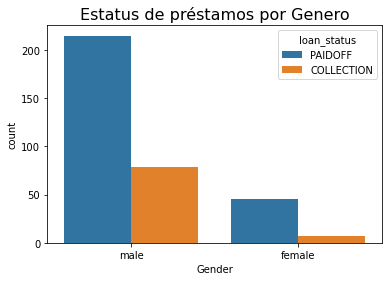 Estatus de préstamos por Genero
loan_status
PAIDOFF
COLLECTION
200
150
100
50
0
count
male
female
Gender